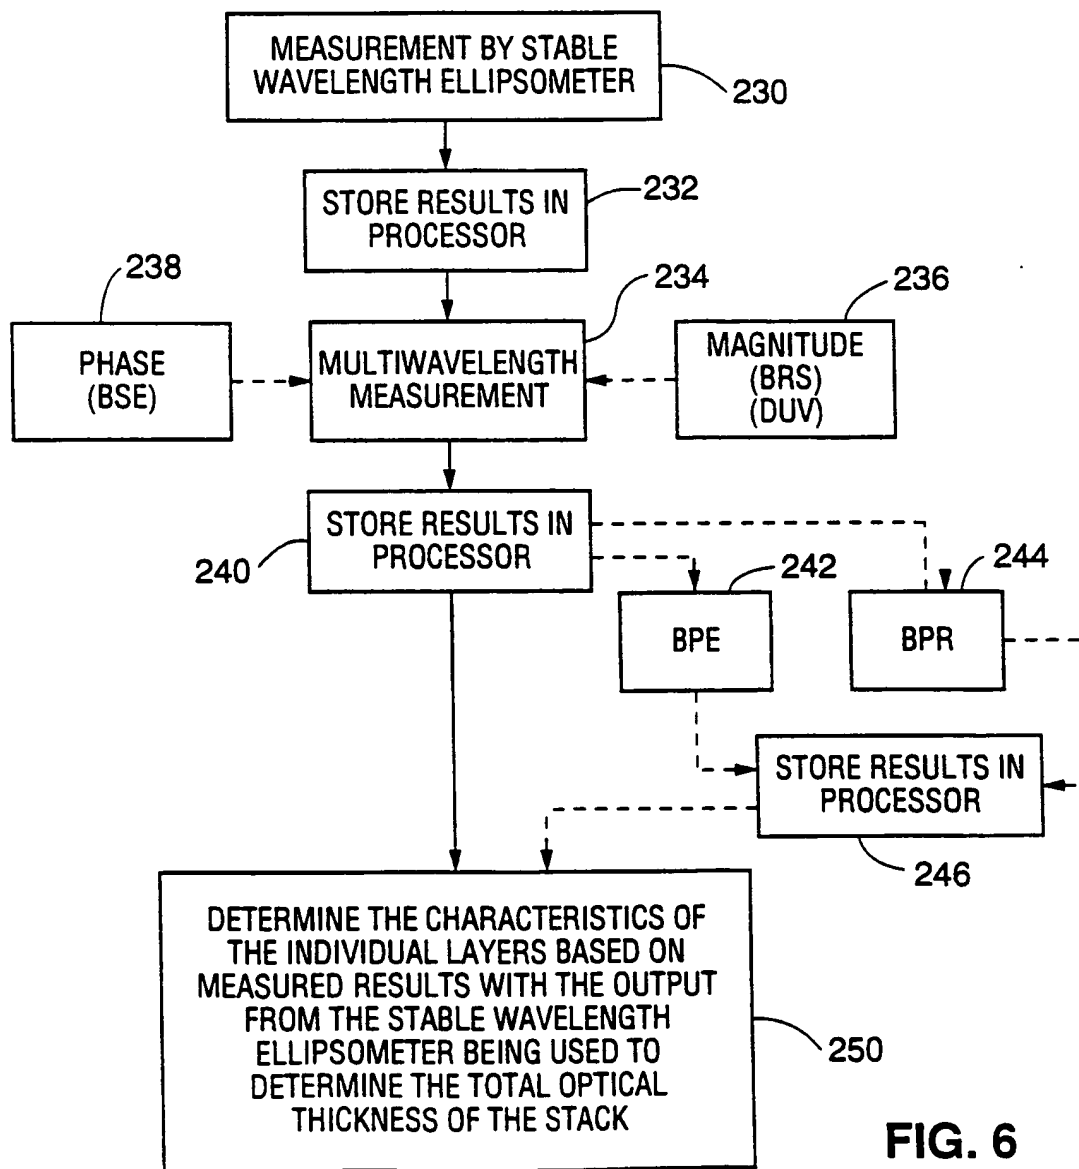 MEASUREMENT BY STABLE
WAVELENGTH ELLIPSOMETER
230
STORE RESULTS IN
PROCESSOR
232
238
234
236
PHASE
(BSE)
MULTIWAVELENGTH
MEASUREMENT
MAGNITUDE
(BRS)
(DUV)
STORE RESULTS IN
PROCESSOR
240
242
244
BPE
BPR
STORE RESULTS IN
PROCESSOR
246
DETERMINE THE CHARACTERISTICS OF
THE INDIVIDUAL LAYERS BASED ON
MEASURED RESULTS WITH THE OUTPUT
FROM THE STABLE WAVELENGTH
ELLIPSOMETER BEING USED TO
DETERMINE THE TOTAL OPTICAL
THICKNESS OF THE STACK
250
FIG. 6